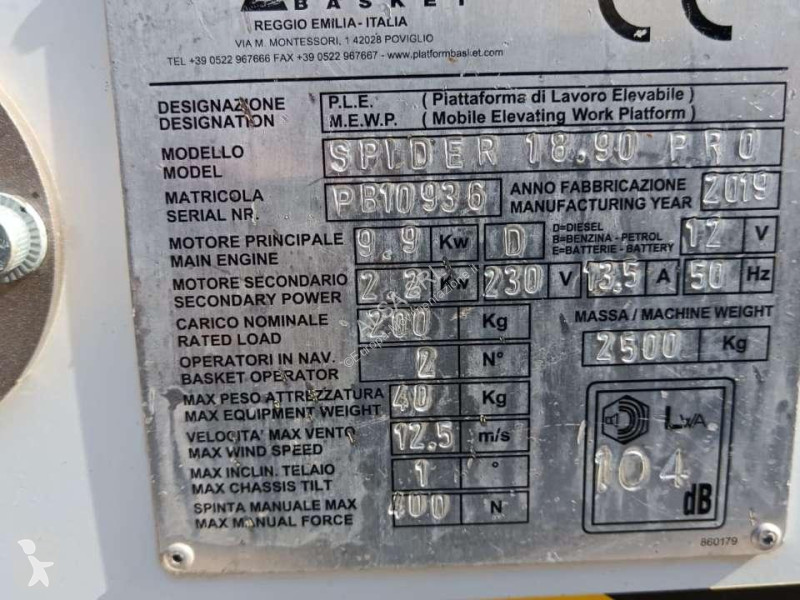 BASKET
REGGIO EMILIA - ITALIA
VIA M. MONTESSORI, 1 42028 POVIGLIO
TEL +39 0522 967666 FAX +39 0522 967667 - www.platformbasket.com
CE
DESIGNAZIONE P.L.E. ( Piattaforma di Lavoro Elevabile )
DESIGNATION M.E.W.P. ( Mobile Elevating Work Platform )
MODELLO
MODEL SPIDER 18.90 PRO
MATRICOLA
SERIAL NR. PB10936
ANNO FABBRICAZIONE
MANUFACTURING YEAR 2019
MOTORE PRINCIPALE
MAIN ENGINE 9.9 Kw D
D=DIESEL
B=BENZINA - PETROL
E=BATTERIE - BATTERY
12 V
MOTORE SECONDARIO
SECONDARY POWER 2.2 Kw 230 V 13.5 A 50 Hz
CARICO NOMINALE
RATED LOAD 200 Kg
MASSA / MACHINE WEIGHT
2500 Kg
OPERATORI IN NAV.
BASKET OPERATOR 2 N°
MAX PESO ATTREZZATURA
MAX EQUIPMENT WEIGHT 40 Kg
VELOCITA' MAX VENTO
MAX WIND SPEED 12.5 m/s
MAX INCLIN. TELAIO
MAX CHASSIS TILT 1 °
SPINTA MANUALE MAX
MAX MANUAL FORCE 400 N
LwA
104
dB
860179